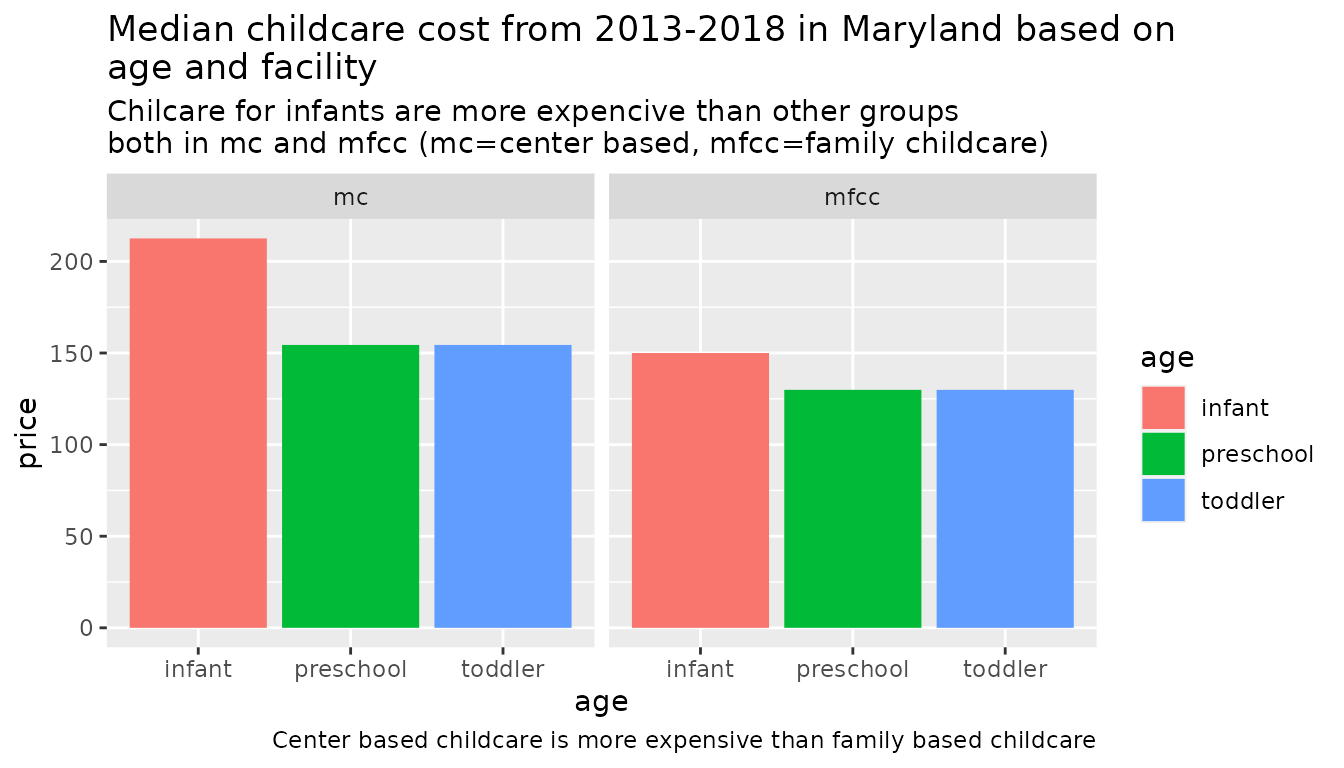 Median childcare cost from 2013-2018 in Maryland based on
age and facility
Chilcare for infants are more expencive than other groups
both in mc and mfcc (mc=center based, mfcc=family childcare)
mc
mfcc
price
200
150
100
50
0
infant
preschool
toddler
infant
preschool
toddler
age
age
infant
preschool
toddler
Center based childcare is more expensive than family based childcare